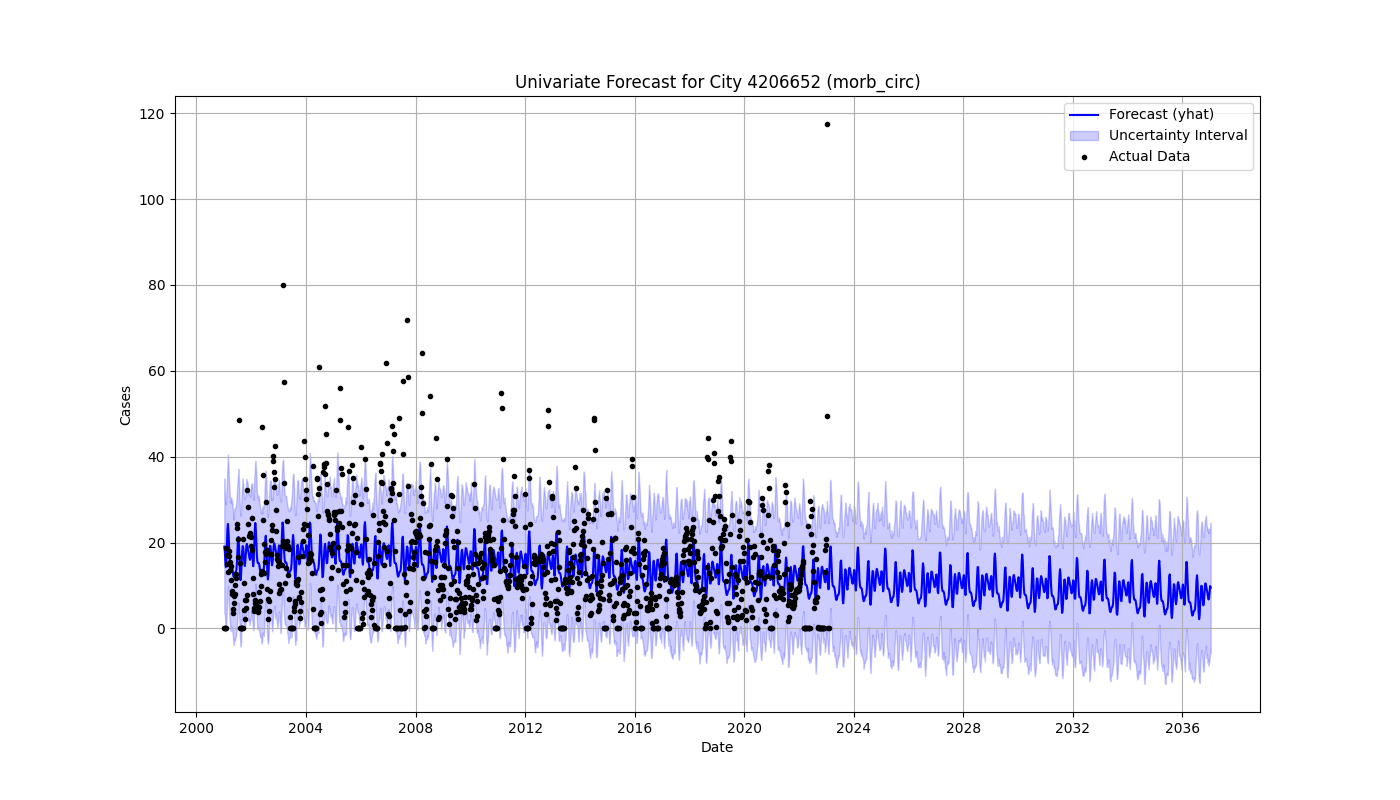 Univariate Forecast for City 4206652 (morb_circ)
Forecast (yhat)
Uncertainty Interval
Actual Data
120
100
80
60
40
20
0
Cases
2000 2004 2008 2012 2016 2020 2024 2028 2032 2036
Date